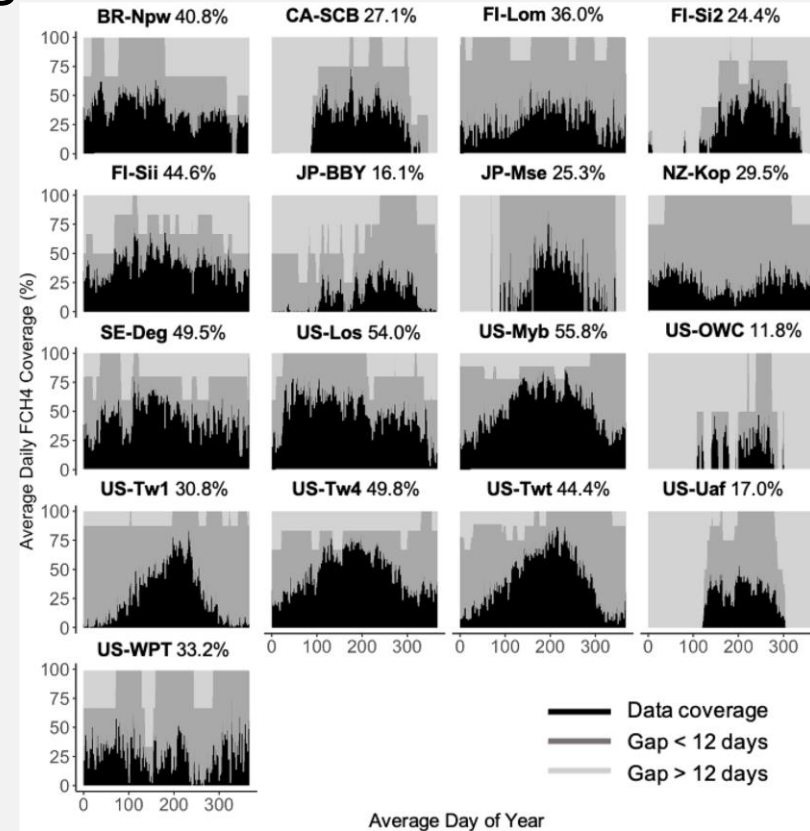 BR-Npw 40.8% CA-SCB 27.1% FI-Lom 36.0% FI-Si2 24.4%
100
75
50
25
0
FI-Sii 44.6% JP-BBY 16.1% JP-Mse 25.3% NZ-Kop 29.5%
100
75
50
25
0
SE-Deg 49.5% US-Los 54.0% US-Myb 55.8% US-OWC 11.8%
100
75
50
25
0
US-Tw1 30.8% US-Tw4 49.8% US-Twt 44.4% US-Uaf 17.0%
100
75
50
25
0
0 100 200 300 0 100 200 300 0 100 200 300
US-WPT 33.2%
100
75
50
25
0
0 100 200 300
Average Daily FCH4 Coverage (%)
Data coverage
Gap < 12 days
Gap > 12 days
Average Day of Year